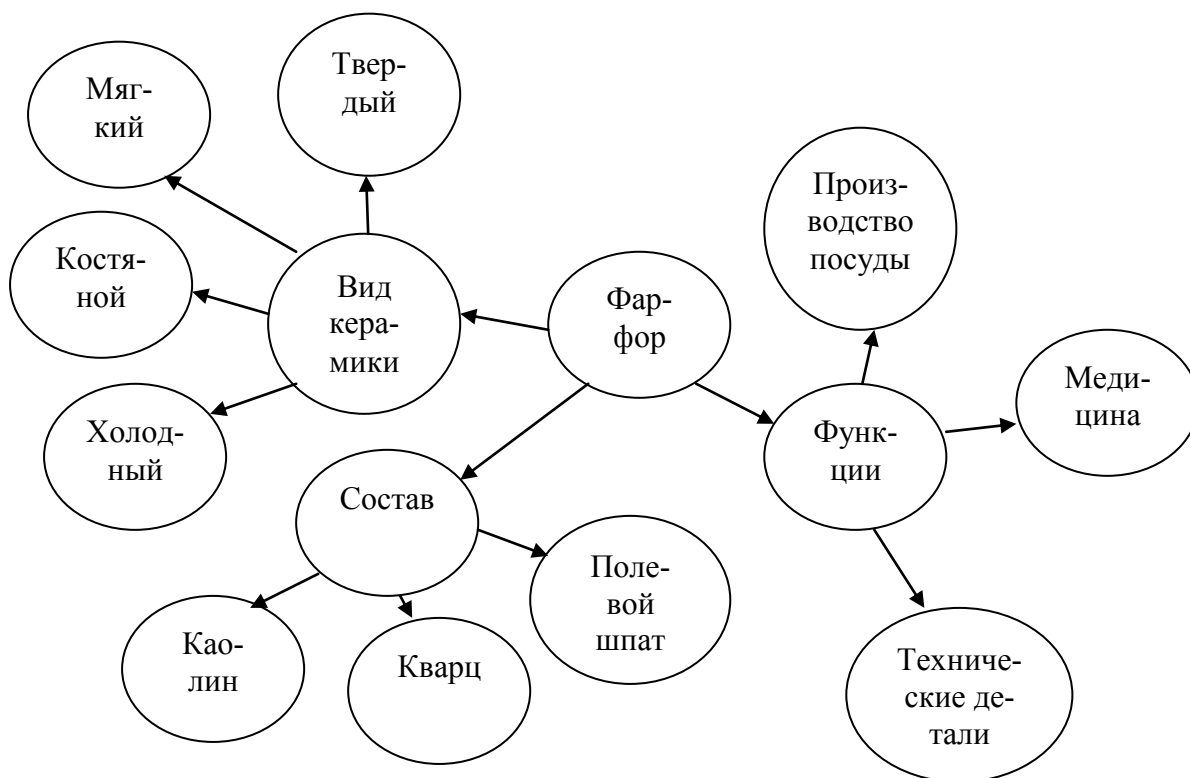 Твер-
дый
Мяг-
кий
Произ-
водство
посуды
Костя-
ной
Вид
кера-
мики
Фар-
фор
Меди-
цина
Холод-
ный
Функ-
ции
Состав
Поле-
вой
шпат
Као-
лин
Кварц
Техниче-
ские де-
тали